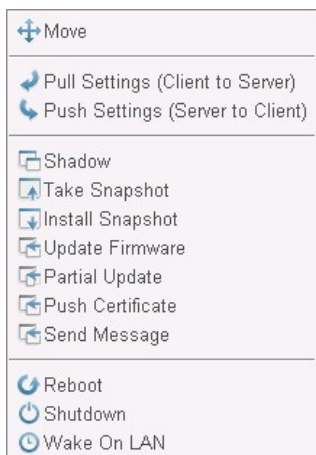 Move
Pull Settings (Client to Server)
Push Settings (Server to Client)
Shadow
Take Snapshot
Install Snapshot
Update Firmware
Partial Update
Push Certificate
Send Message
Reboot
Shutdown
Wake On LAN